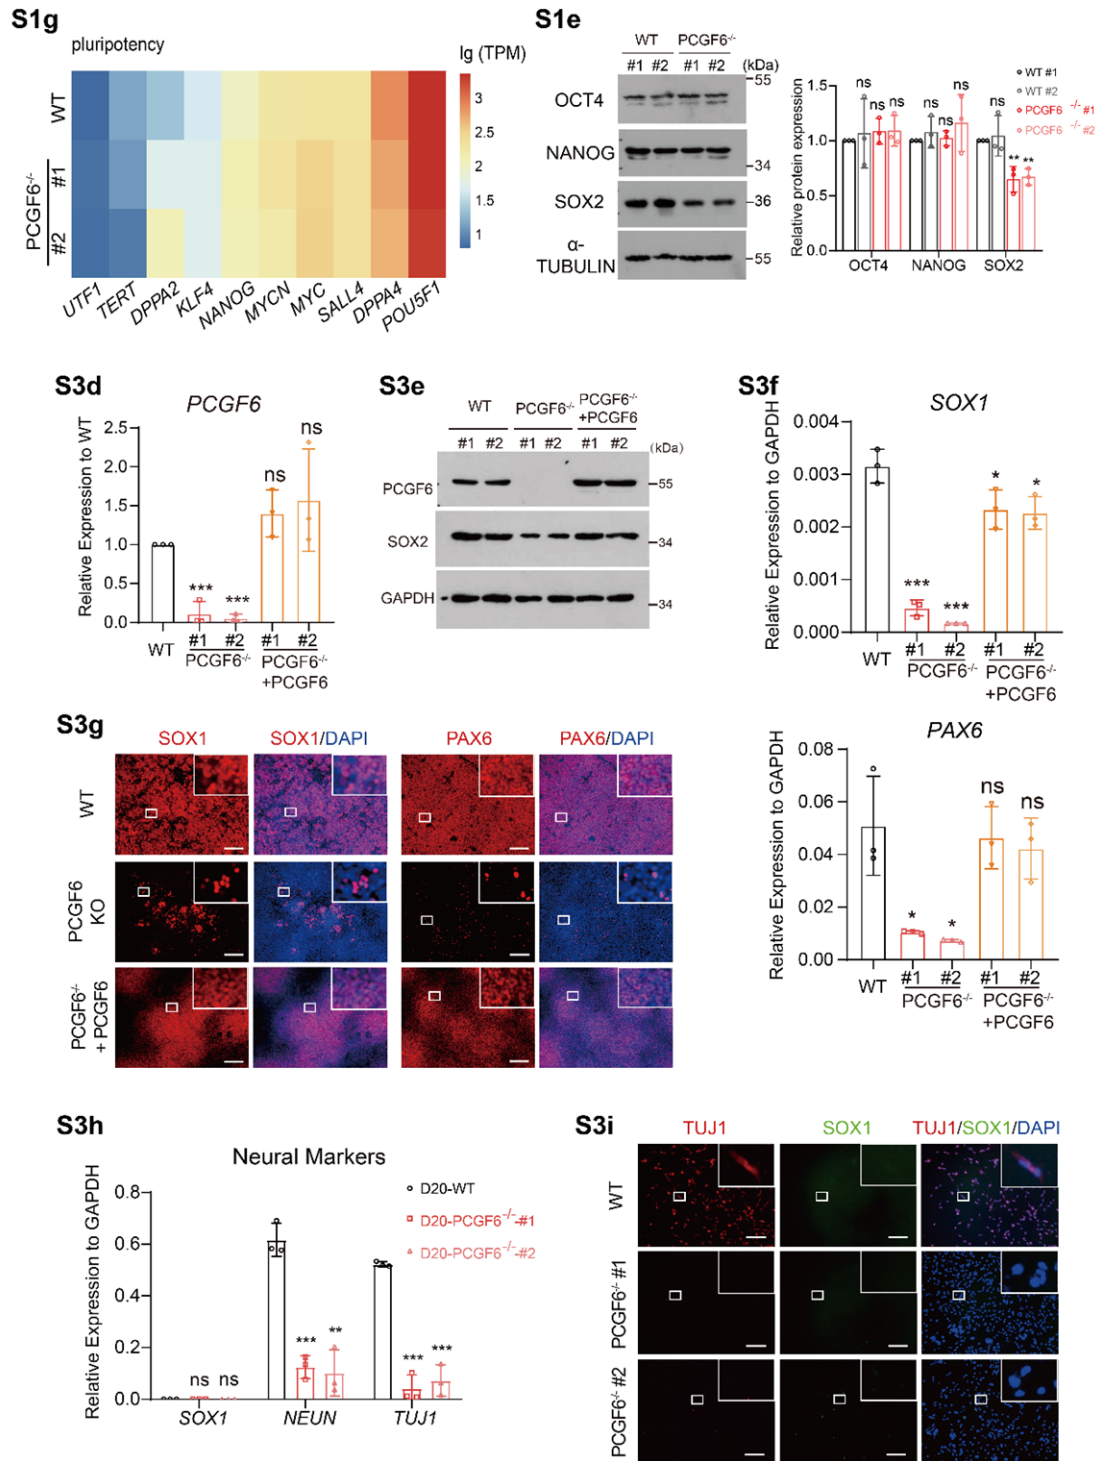 S1g
pluripotency
lg (TPM)
3
2.5
2
1.5
1
WT
PCGF6-/-
#1
#2
UTF1
TERT
DPPA2
KLF4
NANOG
MYCN
MYC
SALL4
DPPA4
POU5F1
S1e
WT PCGF6-/-
#1 #2 #1 #2 (kDa)
OCT4
55
NANOG
34
SOX2
36
α-
TUBULIN
55
Relative protein expression
1.5
1.0
0.5
0.0
ns ns ns
ns ns ns
ns ** **
OCT4 NANOG SOX2
WT #1
WT #2
PCGF6 -/- #1
PCGF6 -/- #2
S3d
PCGF6
Relative Expression to WT
2.5
2.0
1.5
1.0
0.5
0.0
*** *** ns ns
WT
#1 #2 #1 #2
PCGF6-/- PCGF6-/-
+PCGF6
S3e
WT PCGF6-/- PCGF6-/-
+PCGF6
#1 #2 #1 #2 #1 #2 (kDa)
PCGF6
55
SOX2
34
GAPDH
34
S3f
SOX1
Relative Expression to GAPDH
0.004
0.003
0.002
0.001
0.000
*** *** * *
WT
#1 #2 #1 #2
PCGF6-/- PCGF6-/-
+PCGF6
PAX6
Relative Expression to GAPDH
0.08
0.06
0.04
0.02
0.00
* * ns ns
WT
#1 #2 #1 #2
PCGF6-/- PCGF6-/-
+PCGF6
S3g
SOX1 SOX1/DAPI PAX6 PAX6/DAPI
WT
PCGF6
KO
PCGF6-/-
+ PCGF6
S3h
Neural Markers
Relative Expression to GAPDH
0.8
0.6
0.4
0.2
0.0
ns ns
*** **
*** ***
SOX1 NEUN TUJ1
D20-WT
D20-PCGF6-/--#1
D20-PCGF6-/--#2
S3i
TUJ1 SOX1 TUJ1/SOX1/DAPI
WT
PCGF6-/- #1
PCGF6-/- #2